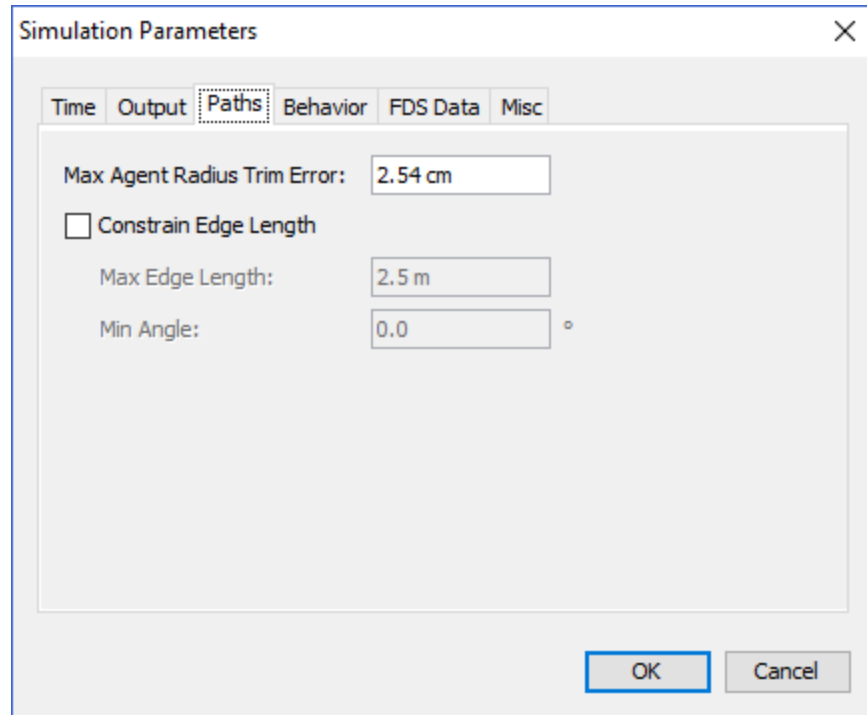 Simulation Parameters
Time Output Paths Behavior FDS Data Misc
Max Agent Radius Trim Error: 2.54 cm
Constrain Edge Length
Max Edge Length: 2.5 m
Min Angle: 0.0 °
OK Cancel